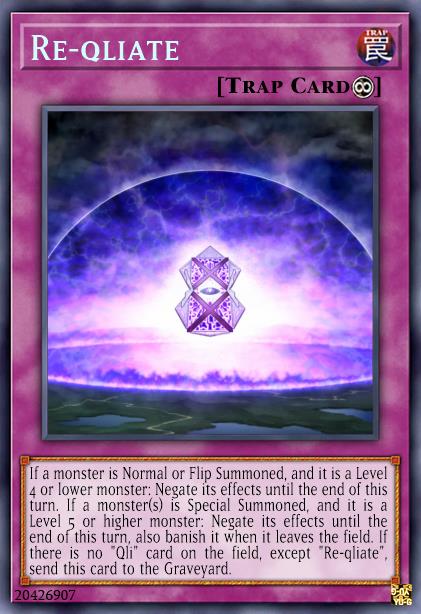 RE-QLIATE
TRAP
罠
[TRAP CARD∞]
If a monster is Normal or Flip Summoned, and it is a Level
4 or lower monster: Negate its effects until the end of this
turn. If a monster(s) is Special Summoned, and it is a
Level 5 or higher monster: Negate its effects until the
end of this turn, also banish it when it leaves the field. If
there is no "Qli" card on the field, except "Re-qliate",
send this card to the Graveyard.
20426907